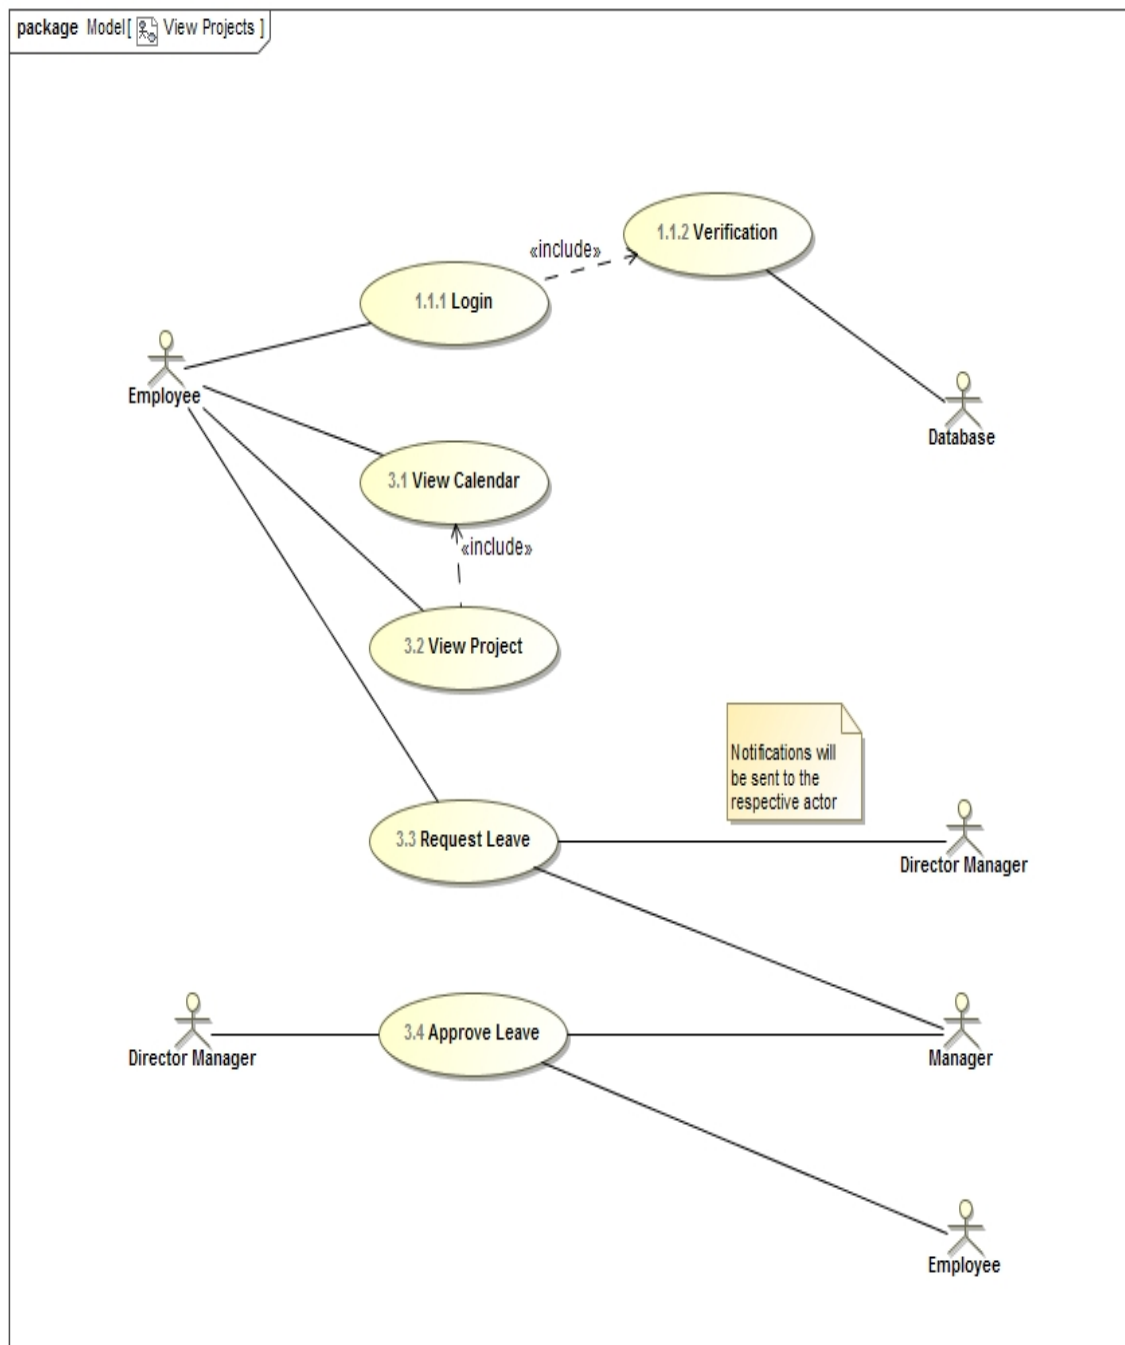 package Model[ View Projects ]
1.1.2 Verification
«include»
1.1.1 Login
Employee
Database
3.1 View Calendar
«include»
3.2 View Project
Notifications will
be sent to the
respective actor
3.3 Request Leave
Director Manager
3.4 Approve Leave
Director Manager
Manager
Employee